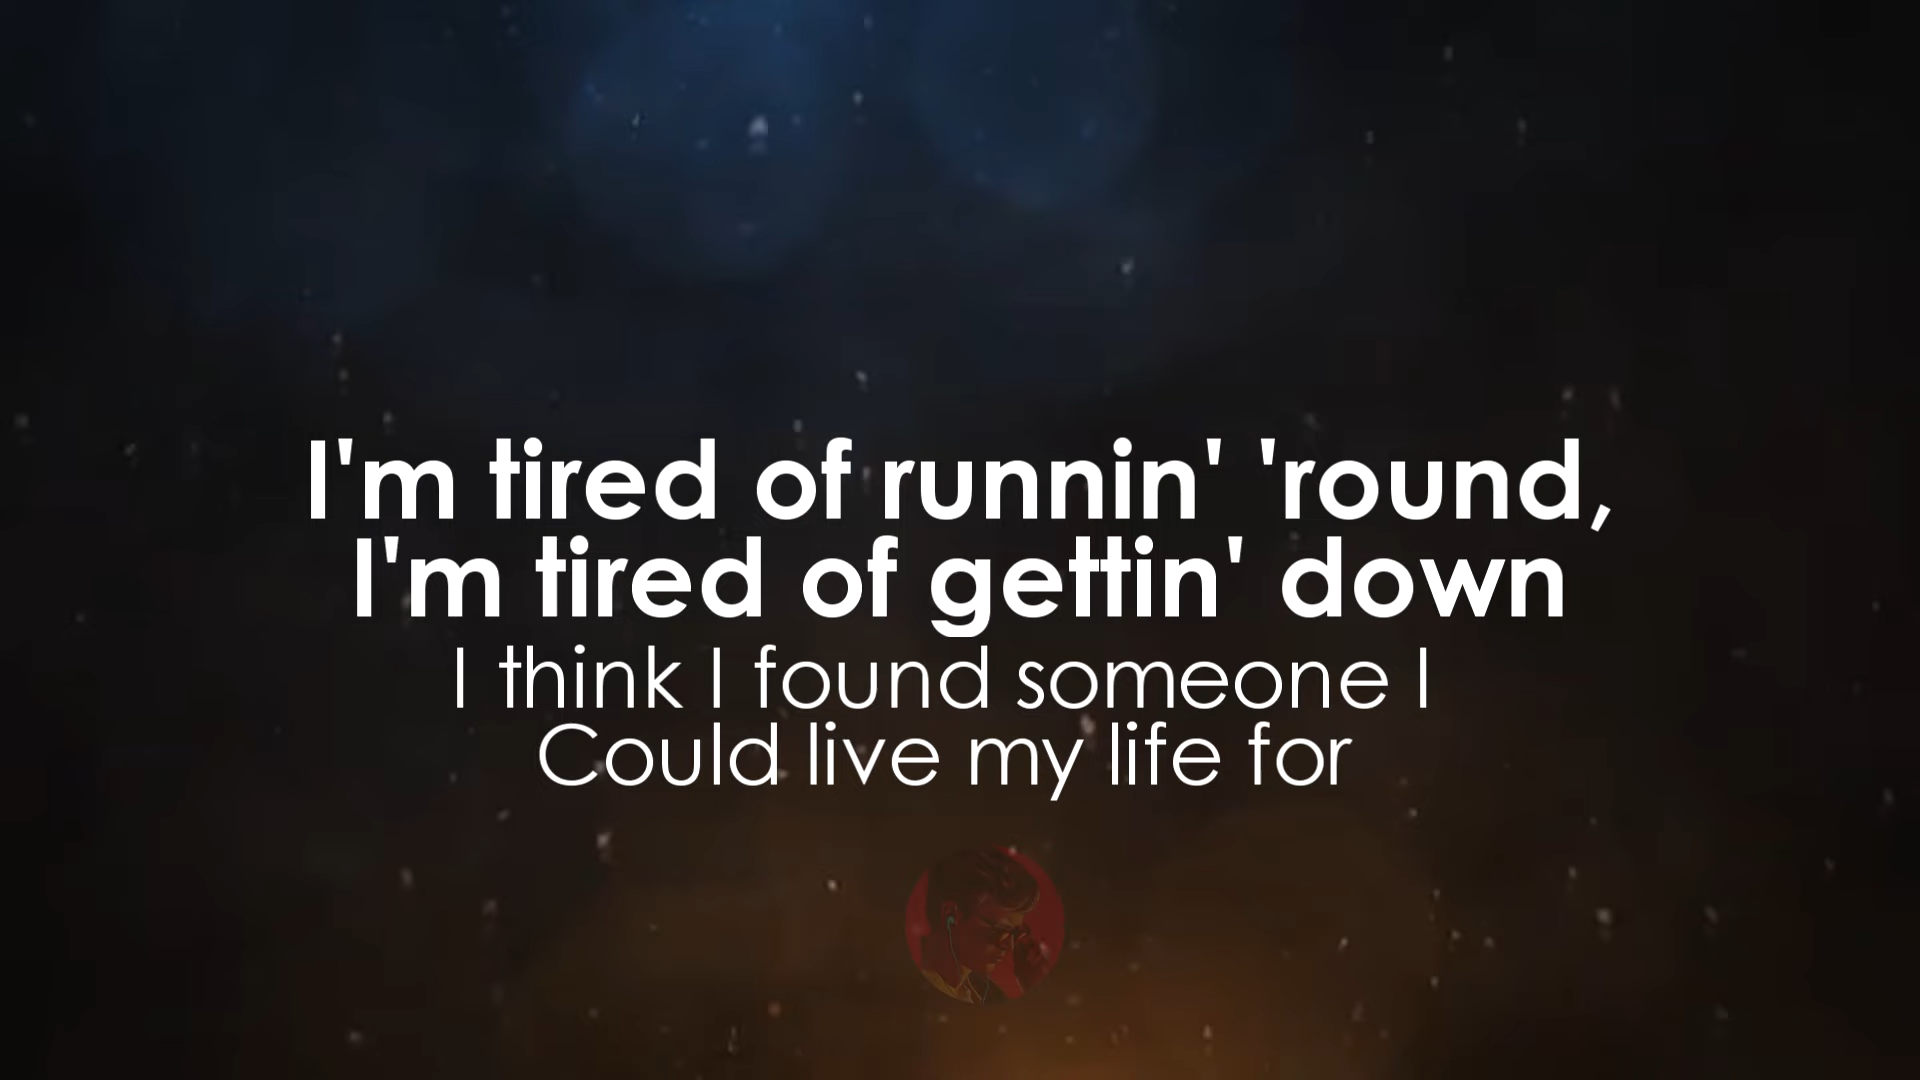 I'm tired of runnin' 'round,
I'm tired of gettin' down
I think I found someone I
Could live my life for